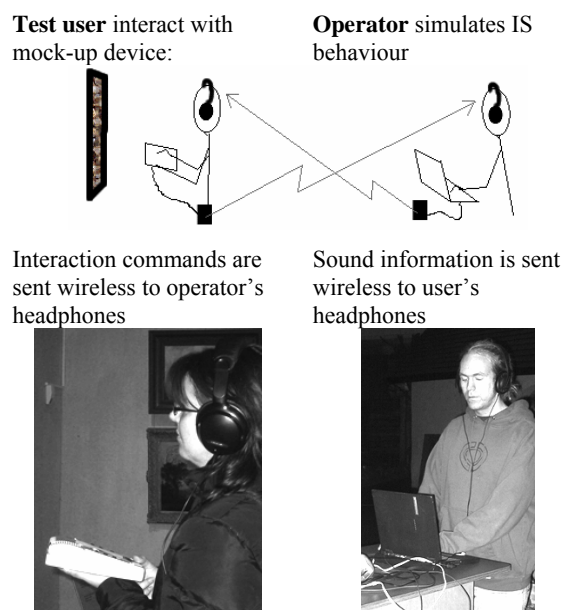 Test user interact with
mock-up device:
Operator simulates IS
behaviour
Interaction commands are
sent wireless to operator's
headphones
Sound information is sent
wireless to user's
headphones